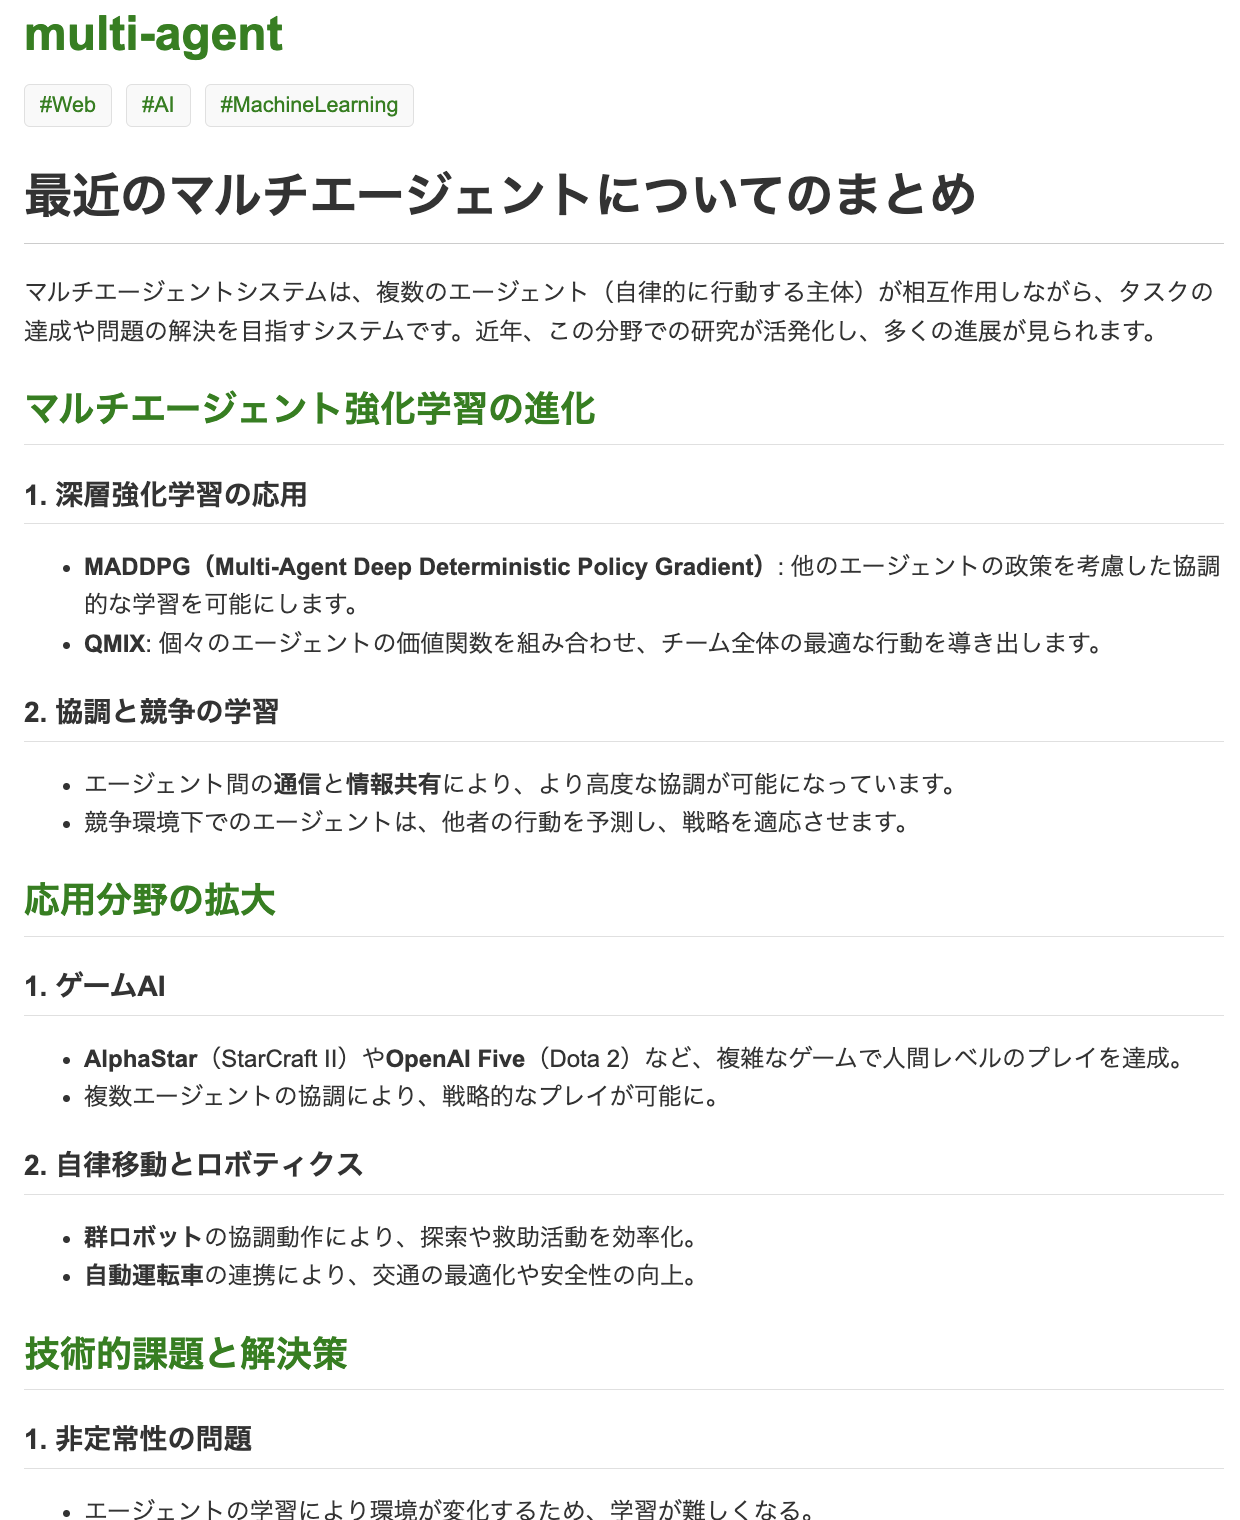 multi-agent
#Web #AI #MachineLearning
最近のマルチエージェントについてのまとめ
マルチエージェントシステムは、複数のエージェント（自律的に行動する主体）が相互作用しながら、タスクの
達成や問題の解決を目指すシステムです。近年、この分野での研究が活発化し、多くの進展が見られます。
マルチエージェント強化学習の進化
1. 深層強化学習の応用
• MADDPG（Multi-Agent Deep Deterministic Policy Gradient）: 他のエージェントの政策を考慮した協調
的な学習を可能にします。
• QMIX: 個々のエージェントの価値関数を組み合わせ、チーム全体の最適な行動を導き出します。
2. 協調と競争の学習
• エージェント間の通信と情報共有により、より高度な協調が可能になっています。
• 競争環境下でのエージェントは、他者の行動を予測し、戦略を適応させます。
応用分野の拡大
1. ゲームAI
• AlphaStar（StarCraft II）やOpenAI Five（Dota 2）など、複雑なゲームで人間レベルのプレイを達成。
• 複数エージェントの協調により、戦略的なプレイが可能に。
2. 自律移動とロボティクス
• 群ロボットの協調動作により、探索や救助活動を効率化。
• 自動運転車の連携により、交通の最適化や安全性の向上。
技術的課題と解決策
1. 非定常性の問題
• エージェントの学習により環境が変化するため、学習が難しくなる。